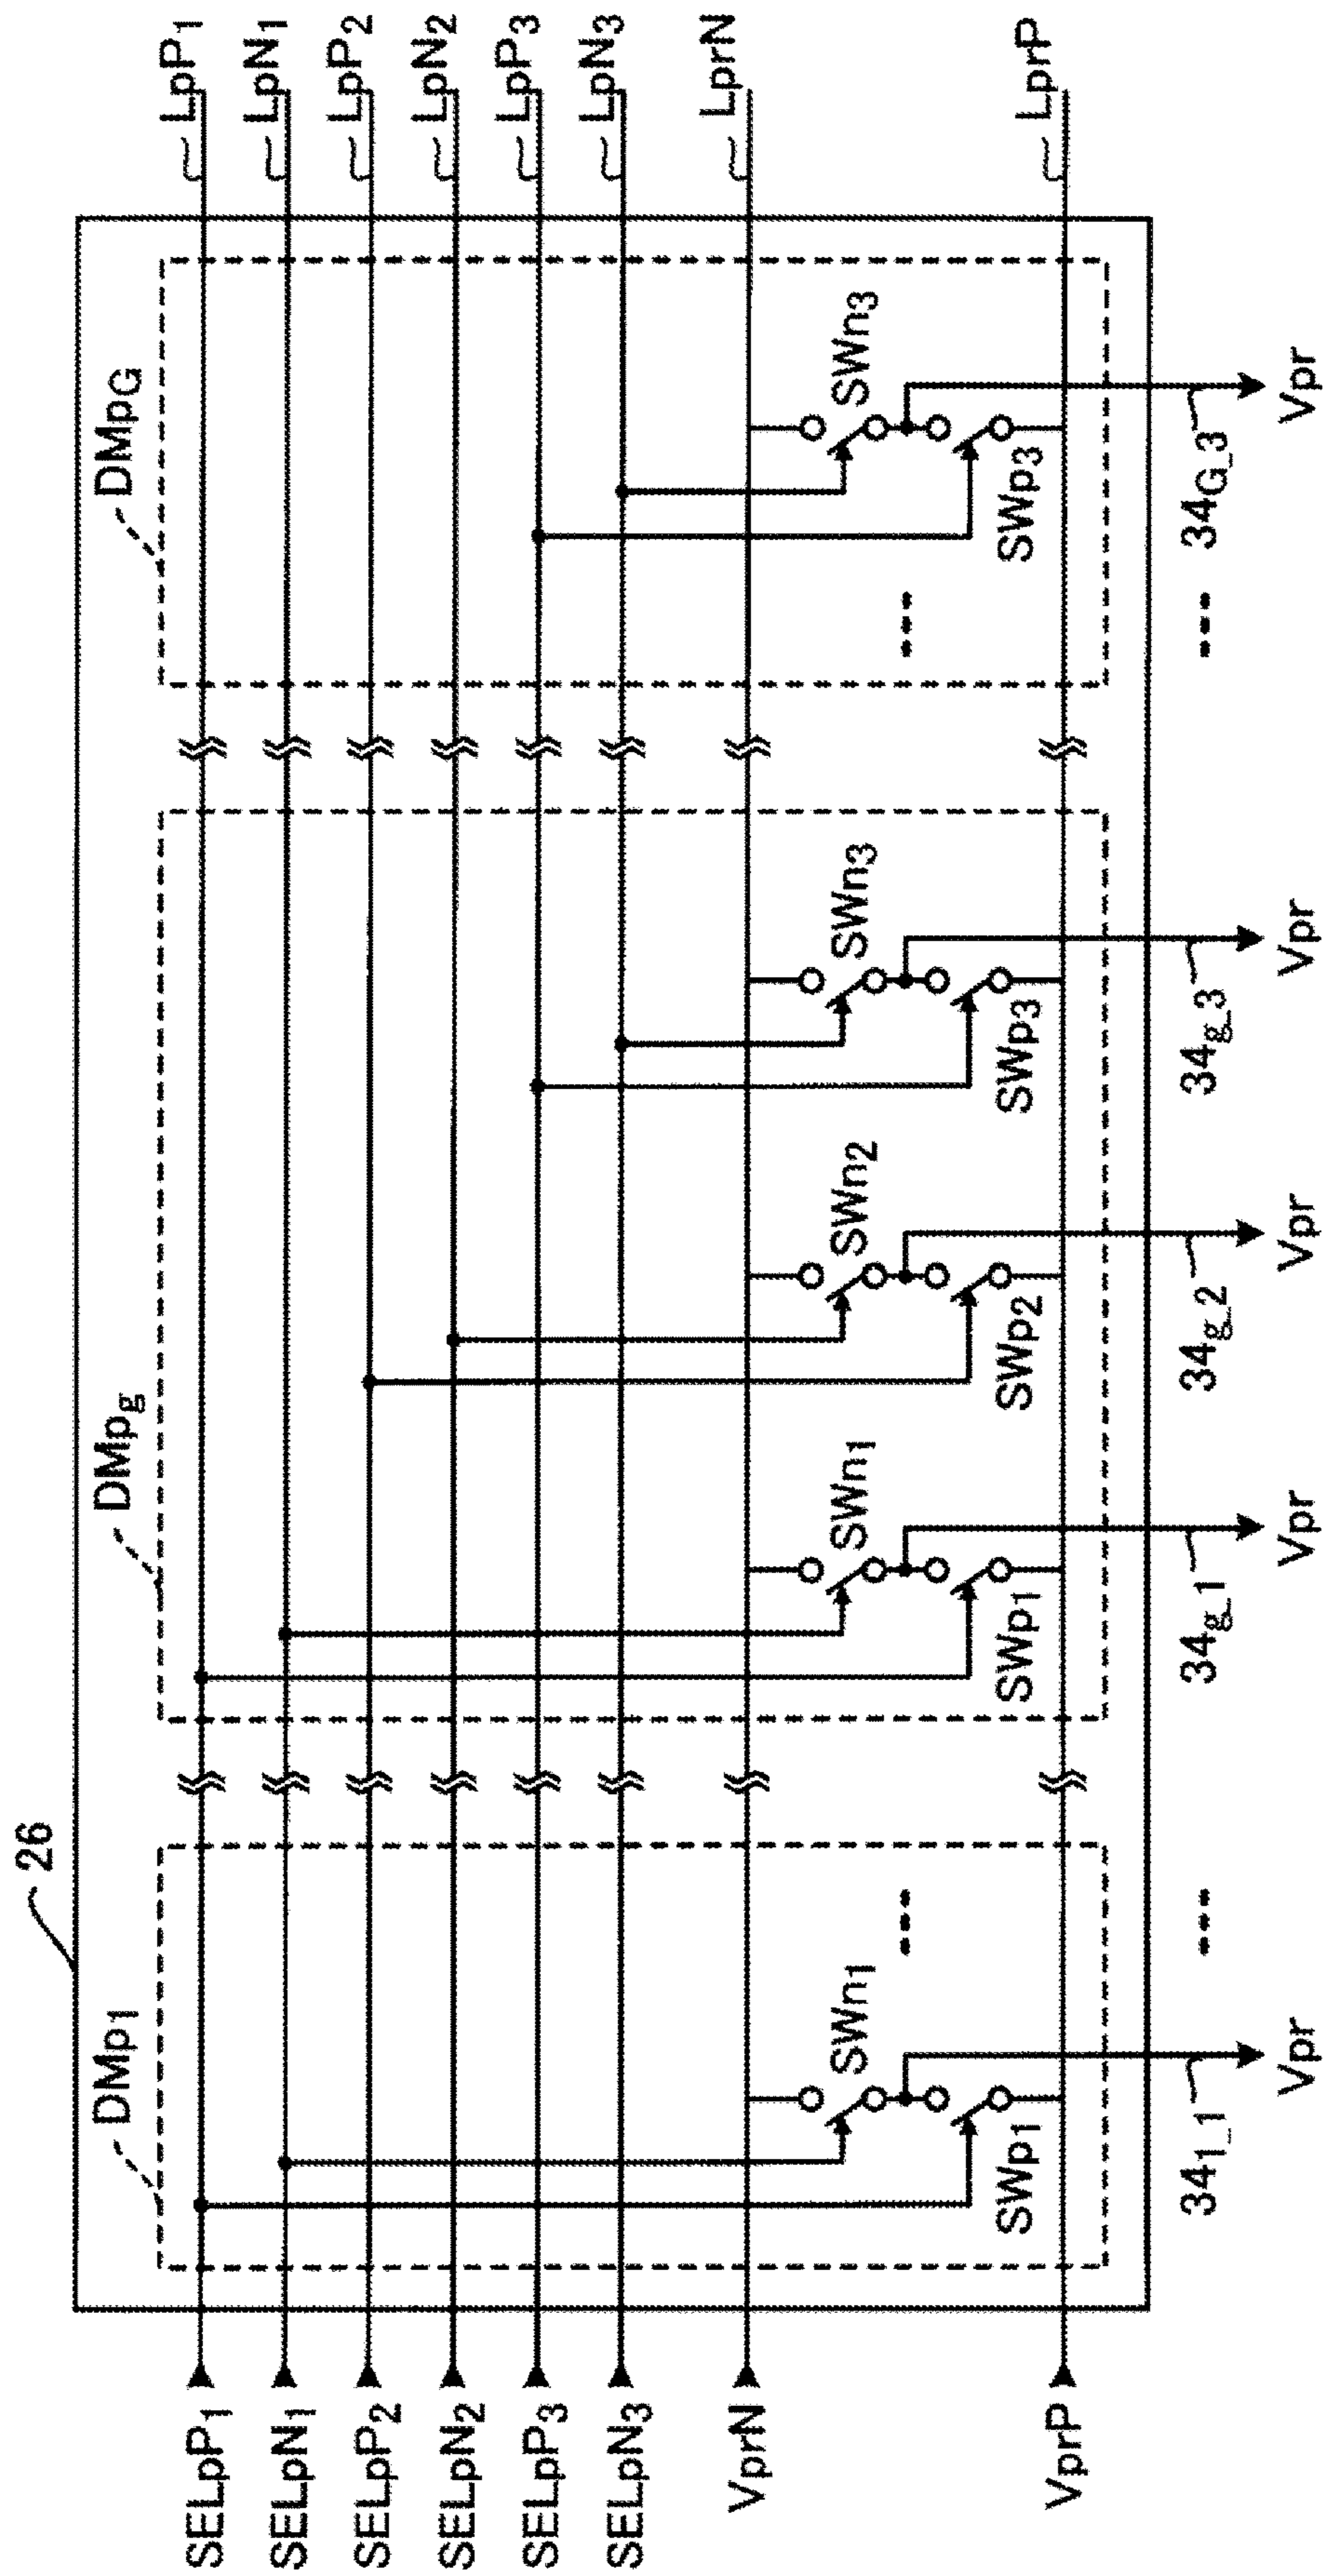 26
DMp1
DMpg
DMpG
SELpP1
LpP1
SELpN1
LpN1
SELpP2
LpP2
SELpN2
LpN2
SELpP3
LpP3
SELpN3
LpN3
VprN
LprN
SWn1
SWn1
SWn2
SWn3
SWn3
SWp1
SWp1
SWp2
SWp3
SWp3
VprP
LprP
341_1
34g_1
34g_2
34g_3
34G_3
Vpr
Vpr
Vpr
Vpr
Vpr